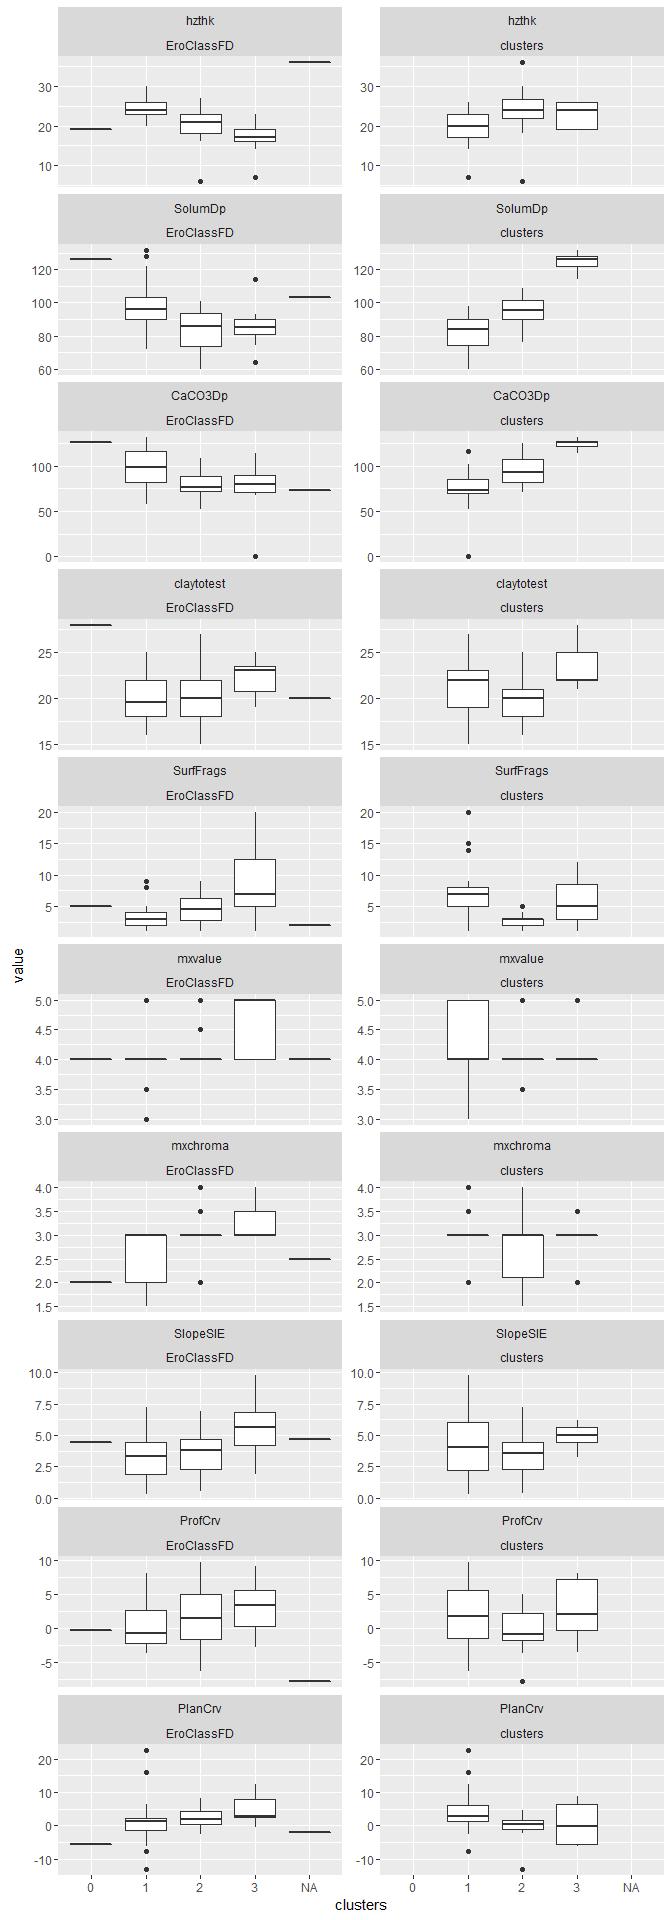 hzthk
hzthk
EroClassFD
clusters
30
20
10
30
20
10
SolumDp
SolumDp
EroClassFD
clusters
120
100
80
60
120
100
80
60
CaCO3Dp
CaCO3Dp
EroClassFD
clusters
100
50
0
100
50
0
claytotest
claytotest
EroClassFD
clusters
25
20
15
25
20
15
SurfFrags
SurfFrags
EroClassFD
clusters
20
15
10
5
20
15
10
5
value
mxvalue
mxvalue
EroClassFD
clusters
5.0
4.5
4.0
3.5
3.0
5.0
4.5
4.0
3.5
3.0
mxchroma
mxchroma
EroClassFD
clusters
4.0
3.5
3.0
2.5
2.0
1.5
4.0
3.5
3.0
2.5
2.0
1.5
SlopeSIE
SlopeSIE
EroClassFD
clusters
10.0
7.5
5.0
2.5
0.0
10.0
7.5
5.0
2.5
0.0
ProfCrv
ProfCrv
EroClassFD
clusters
10
5
0
-5
10
5
0
-5
PlanCrv
PlanCrv
EroClassFD
clusters
20
10
0
-10
20
10
0
-10
0 1 2 3 NA
0 1 2 3 NA
clusters